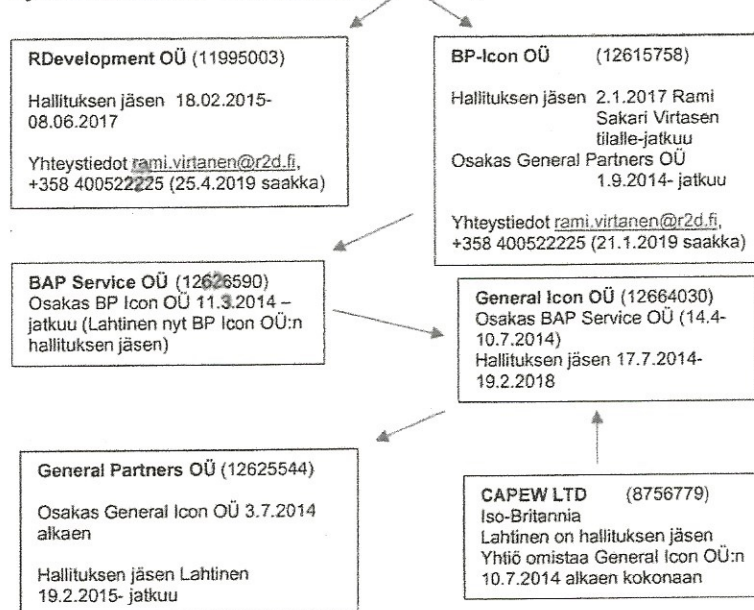 RDevelopment OÜ (11995003)
Hallituksen jäsen 18.02.2015-
08.06.2017
Yhteystiedot rami.virtanen@r2d.fi,
+358 400522225 (25.4.2019 saakka)
BP-Icon OÜ (12615758)
Hallituksen jäsen 2.1.2017 Rami
Sakari Virtasen
tilalle-jatkuu
Osakas General Partners OÜ
1.9.2014- jatkuu
Yhteystiedot rami.virtanen@r2d.fi,
+358 400522225 (21.1.2019 saakka)
BAP Service OÜ (12626590)
Osakas BP Icon OÜ 11.3.2014 –
jatkuu (Lahtinen nyt BP Icon OÜ:n
hallituksen jäsen)
General Icon OÜ (12664030)
Osakas BAP Service OÜ (14.4-
10.7.2014)
Hallituksen jäsen 17.7.2014-
19.2.2018
General Partners OÜ (12625544)
Osakas General Icon OÜ 3.7.2014
alkaen
Hallituksen jäsen Lahtinen
19.2.2015- jatkuu
CAPEW LTD (8756779)
Iso-Britannia
Lahtinen on hallituksen jäsen
Yhtiö omistaa General Icon OÜ:n
10.7.2014 alkaen kokonaan